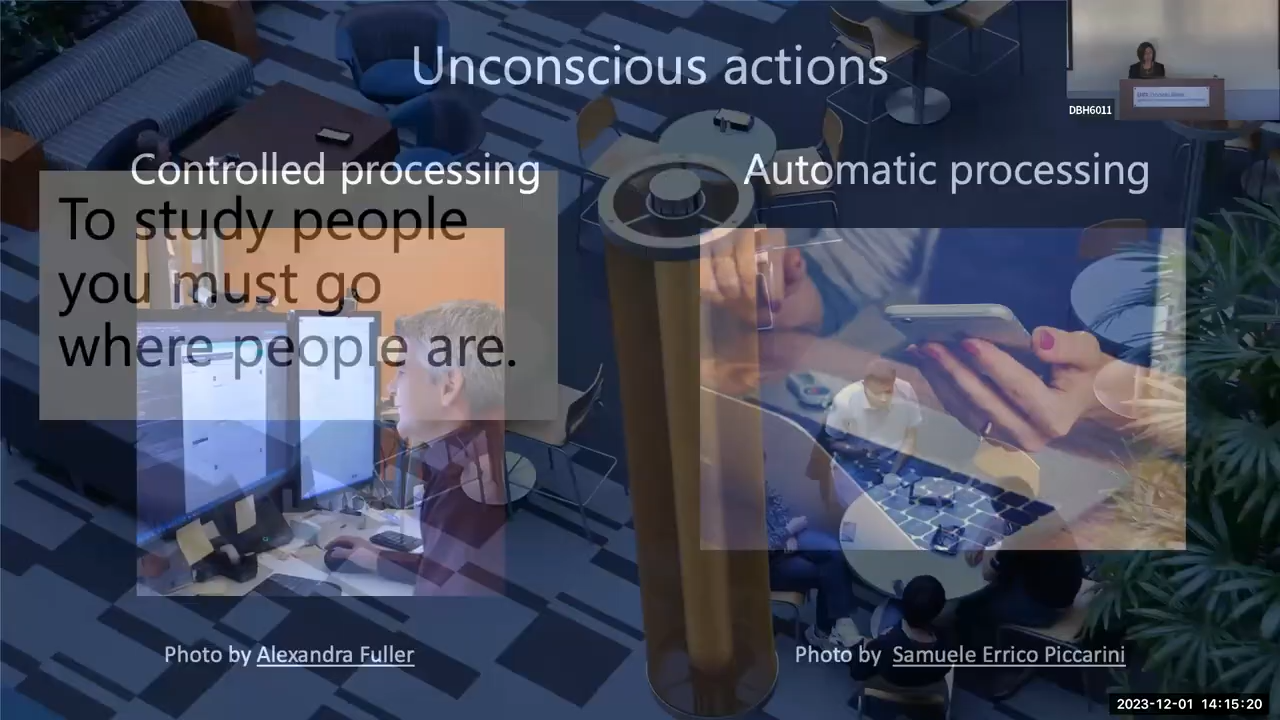 Unconscious actions
DBH6011
Controlled processing
Automatic processing
To study people
you must go
where people are.
Photo by Alexandra Fuller
Photo by Samuele Errico Piccarini
2023-12-01 14:15:20